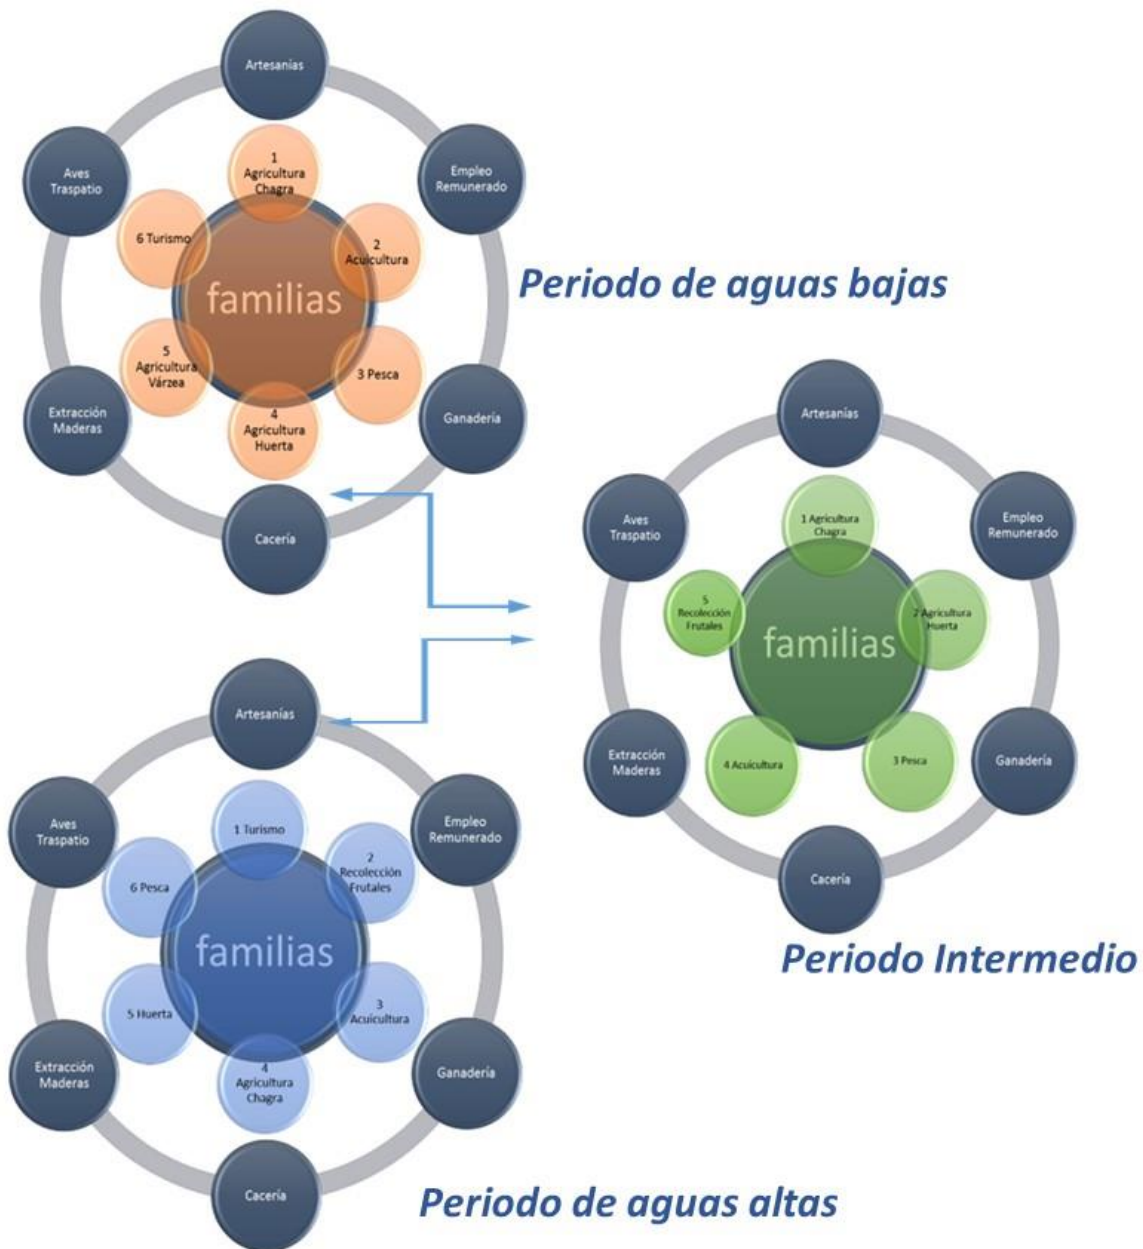 Artesanías
Aves
Traspatio
Empleo
Remunerado
1
Agricultura
Chagra
6 Turismo
2
Acuicultura
familias
5
Agricultura
Várzea
3 Pesca
4
Agricultura
Huerta
Extracción
Maderas
Ganadería
Cacería
Periodo de aguas bajas
Artesanías
Aves
Traspatio
Empleo
Remunerado
1 Agricultura
Chagra
5
Recolección
Frutales
2 Agricultura
Huerta
familias
4 Acuicultura
3 Pesca
Extracción
Maderas
Ganadería
Cacería
Periodo Intermedio
Artesanías
Aves
Traspatio
Empleo
Remunerado
1 Turismo
6 Pesca
2
Recolección
Frutales
familias
5 Huerta
3
Acuicultura
4
Agricultura
Chagra
Extracción
Maderas
Ganadería
Cacería
Periodo de aguas altas